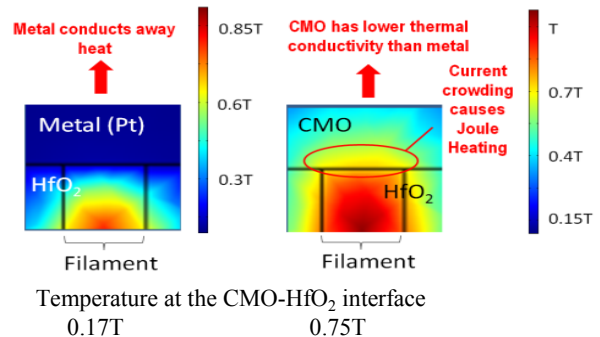 Metal conducts away
heat
0.85T
0.6T
0.3T
Metal (Pt)
HfO₂
Filament
CMO has lower thermal
conductivity than metal
Current
crowding
causes
Joule
Heating
T
0.7T
0.4T
0.15T
CMO
HfO₂
Filament
Temperature at the CMO-HfO₂ interface
0.17T 0.75T